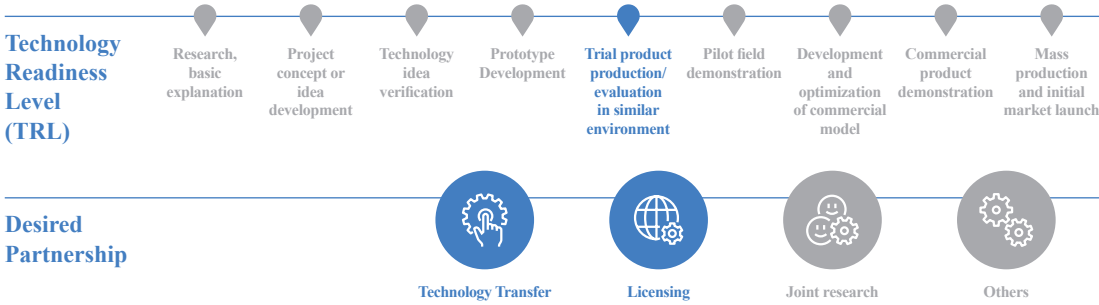 Technology
Readiness
Level
(TRL)
Research,
basic
explanation
Project
concept or
idea
development
Technology
idea
verification
Prototype
Development
Trial product
production/
evaluation
in similar
environment
Pilot field
demonstration
Development
and
optimization
of commercial
model
Commercial
product
demonstration
Mass
production
and initial
market launch
Desired
Partnership
Technology Transfer
Licensing
Joint research
Others